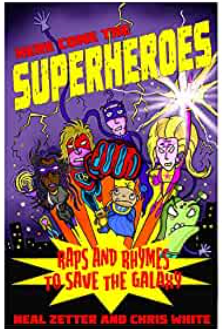 HERE COME THE
SUPERHEROES
RAPS AND RHYMES
TO SAVE THE GALAXY
NEAL ZETTER AND CHRIS WHITE